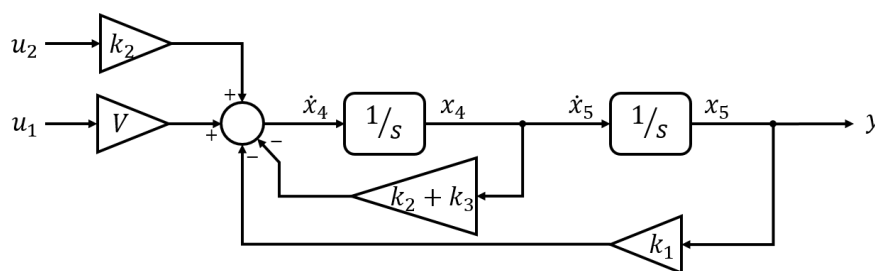 u₂
k₂
+
ẋ₄
1/s
x₄
ẋ₅
1/s
x₅
u₁
V
+
−
−
y
k₂ + k₃
k₁